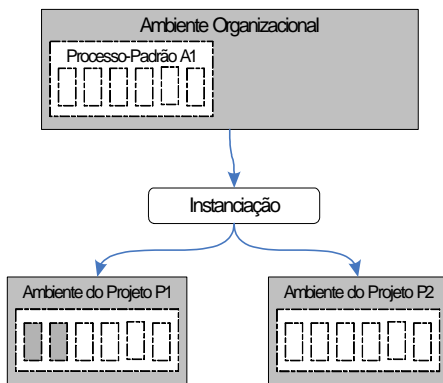 Ambiente Organizacional
Processo-Padrão A1
Instanciação
Ambiente do Projeto P1
Ambiente do Projeto P2